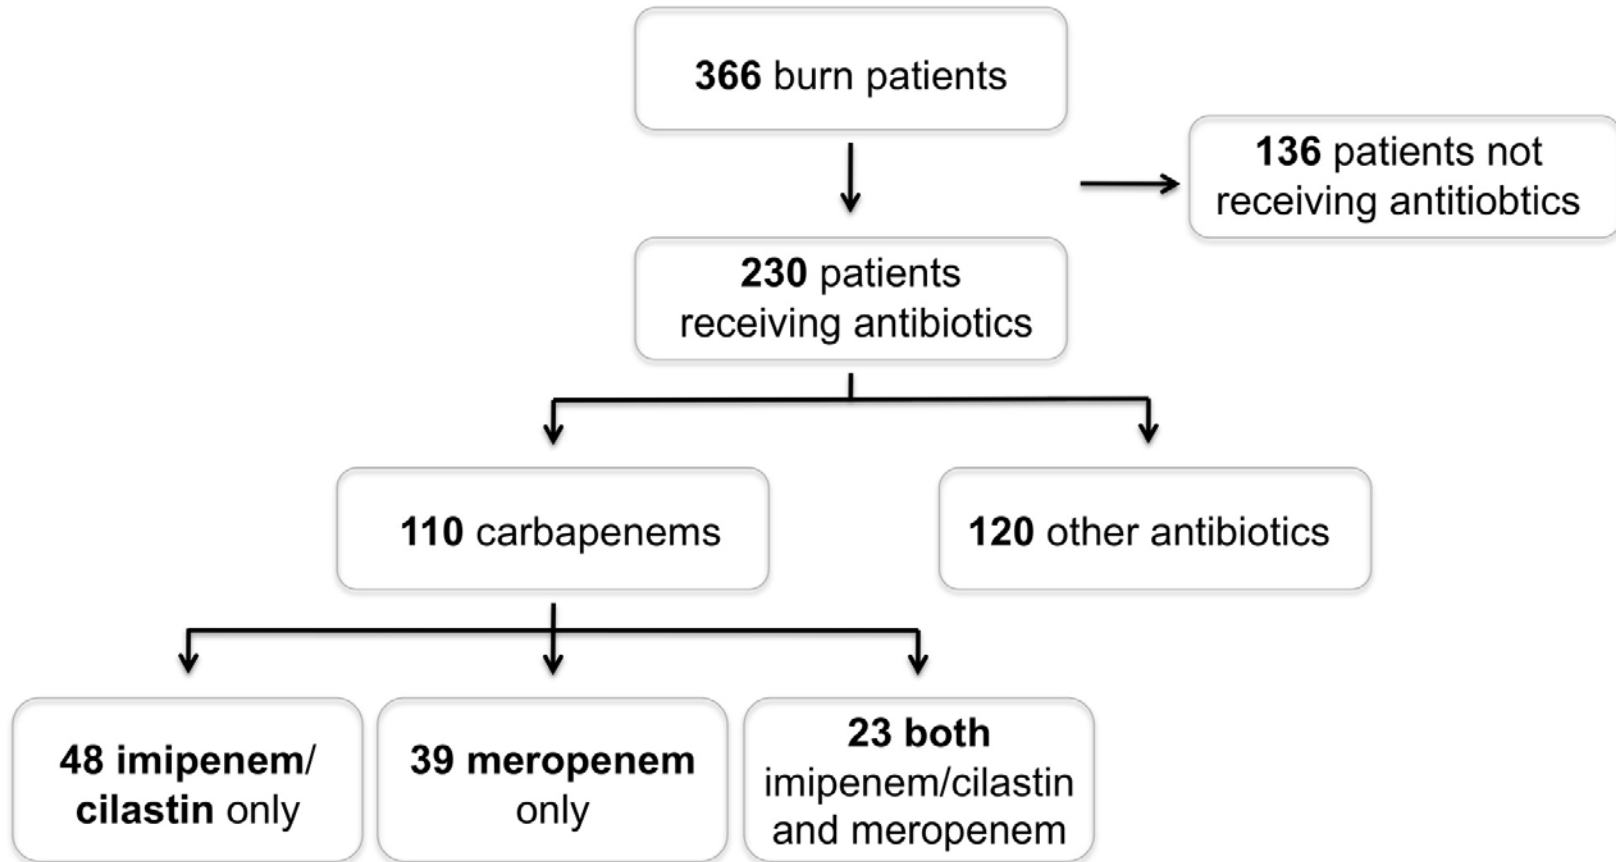 366 burn patients
136 patients not
receiving antitiobtics
230 patients
receiving antibiotics
110 carbapenems
120 other antibiotics
48 imipenem/
cilastin only
39 meropenem
only
23 both
imipenem/cilastin
and meropenem